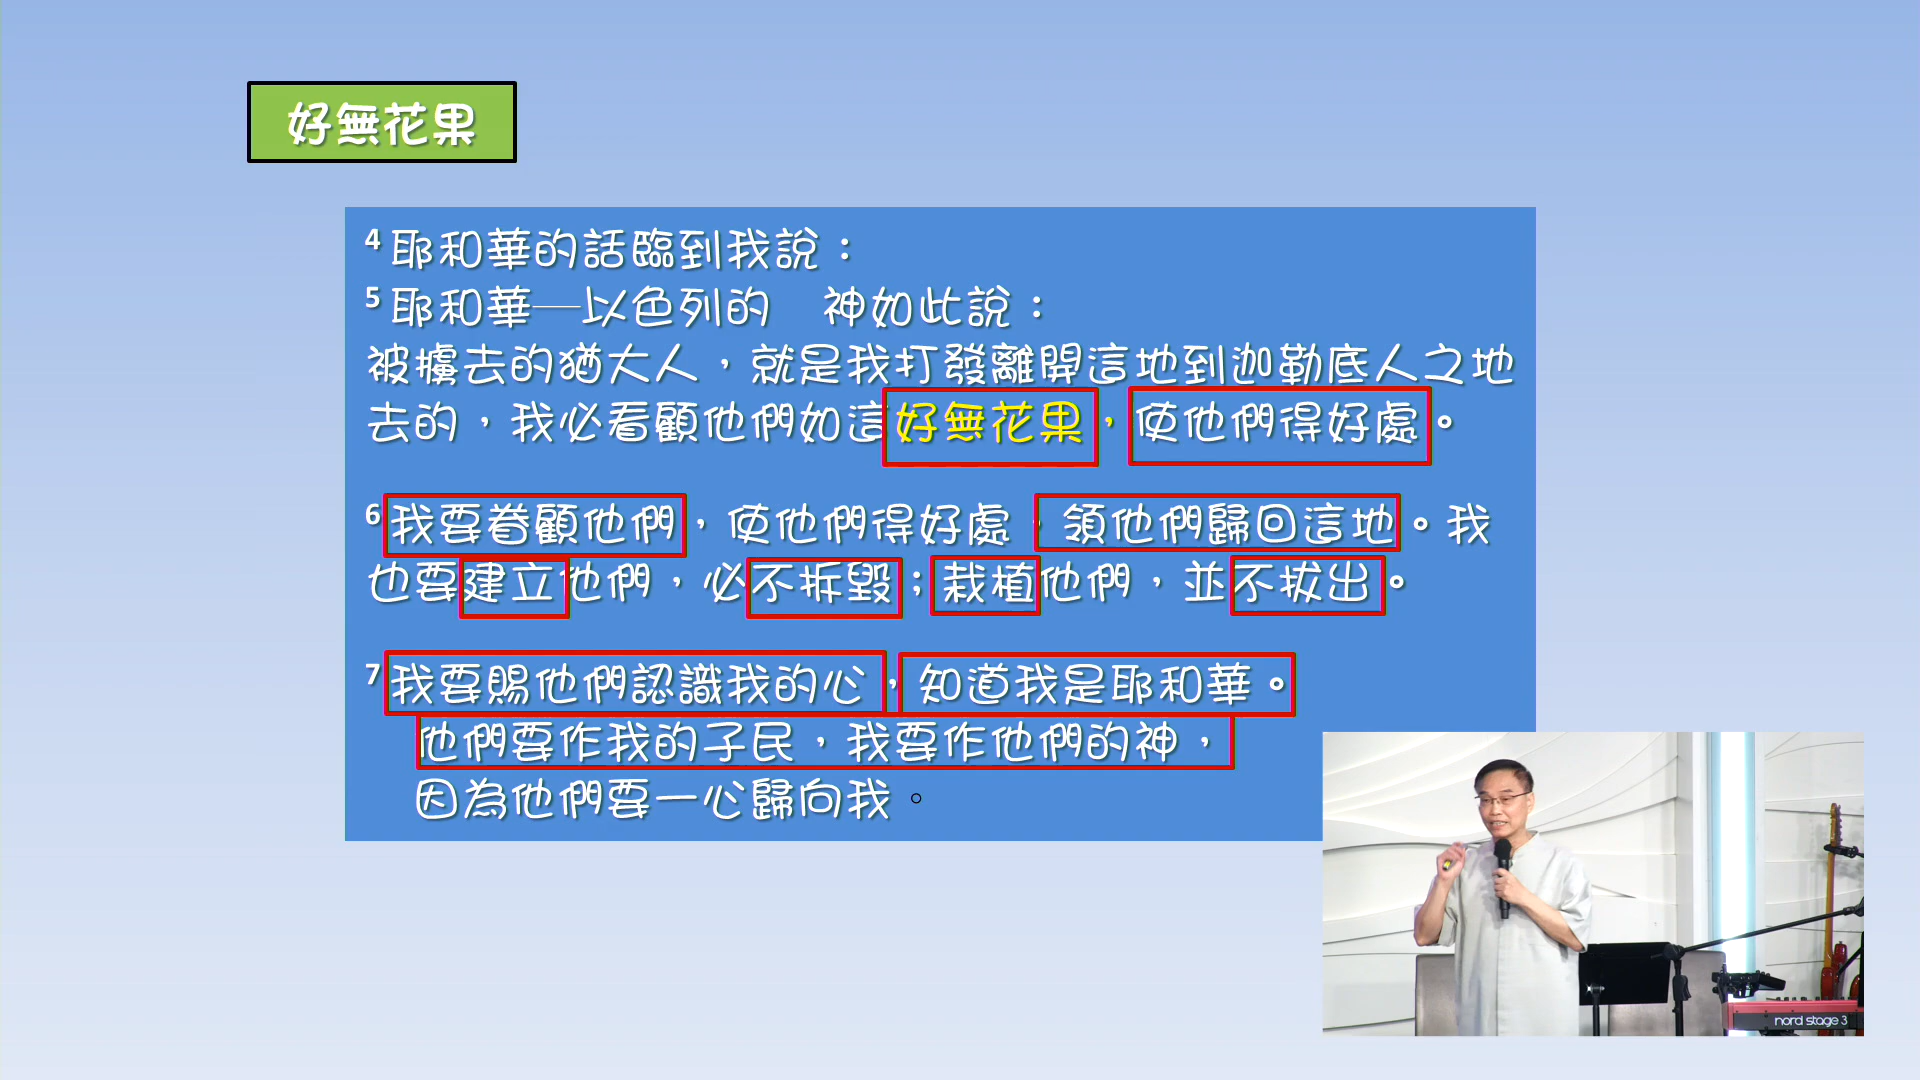 好無花果
4 耶和華的話臨到我說：
5 耶和華─以色列的　神如此說：
被擄去的猶大人，就是我打發離開這地到迦勒底人之地
去的，我必看顧他們如這好無花果，使他們得好處。
6 我要眷顧他們，使他們得好處，領他們歸回這地。我
也要建立他們，必不拆毀；栽植他們，並不拔出。
7 我要賜他們認識我的心，知道我是耶和華。
他們要作我的子民，我要作他們的神，
因為他們要一心歸向我。
nord stage 3